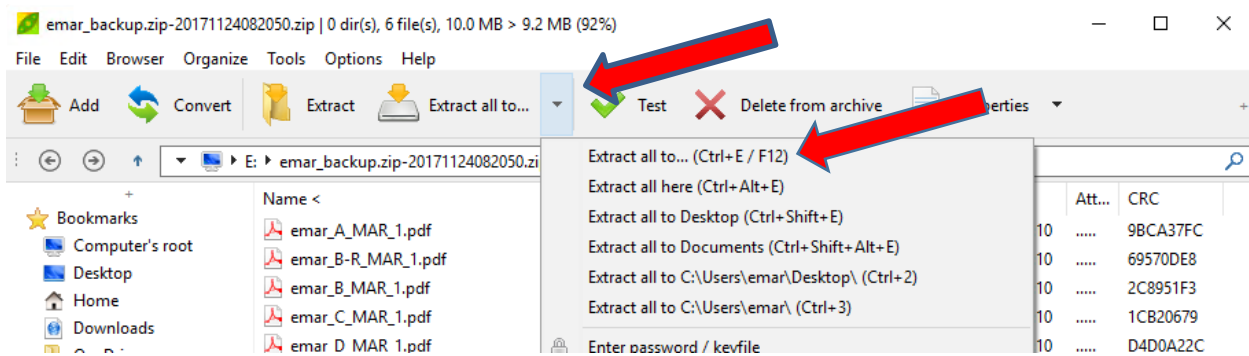 emar_backup.zip-20171124082050.zip | 0 dir(s), 6 file(s), 10.0 MB > 9.2 MB (92%)
File Edit Browser Organize Tools Options Help
Add Convert Extract Extract all to... Test Delete from archive
E: emar_backup.zip-20171124082050.zi
Extract all to... (Ctrl+E / F12)
Extract all here (Ctrl+Alt+E)
Extract all to Desktop (Ctrl+Shift+E)
Extract all to Documents (Ctrl+Shift+Alt+E)
Extract all to C:\Users\emar\Desktop\ (Ctrl+2)
Extract all to C:\Users\emar\ (Ctrl+3)
Enter password / keyfile
Bookmarks
Computer's root
Desktop
Home
Downloads
Name < Att... CRC
emar_A_MAR_1.pdf 10 ..... 9BCA37FC
emar_B-R_MAR_1.pdf 10 ..... 69570DE8
emar_B_MAR_1.pdf 10 ..... 2C8951F3
emar_C_MAR_1.pdf 10 ..... 1CB20679
emar_D_MAR_1.pdf 10 ..... D4D0A22C